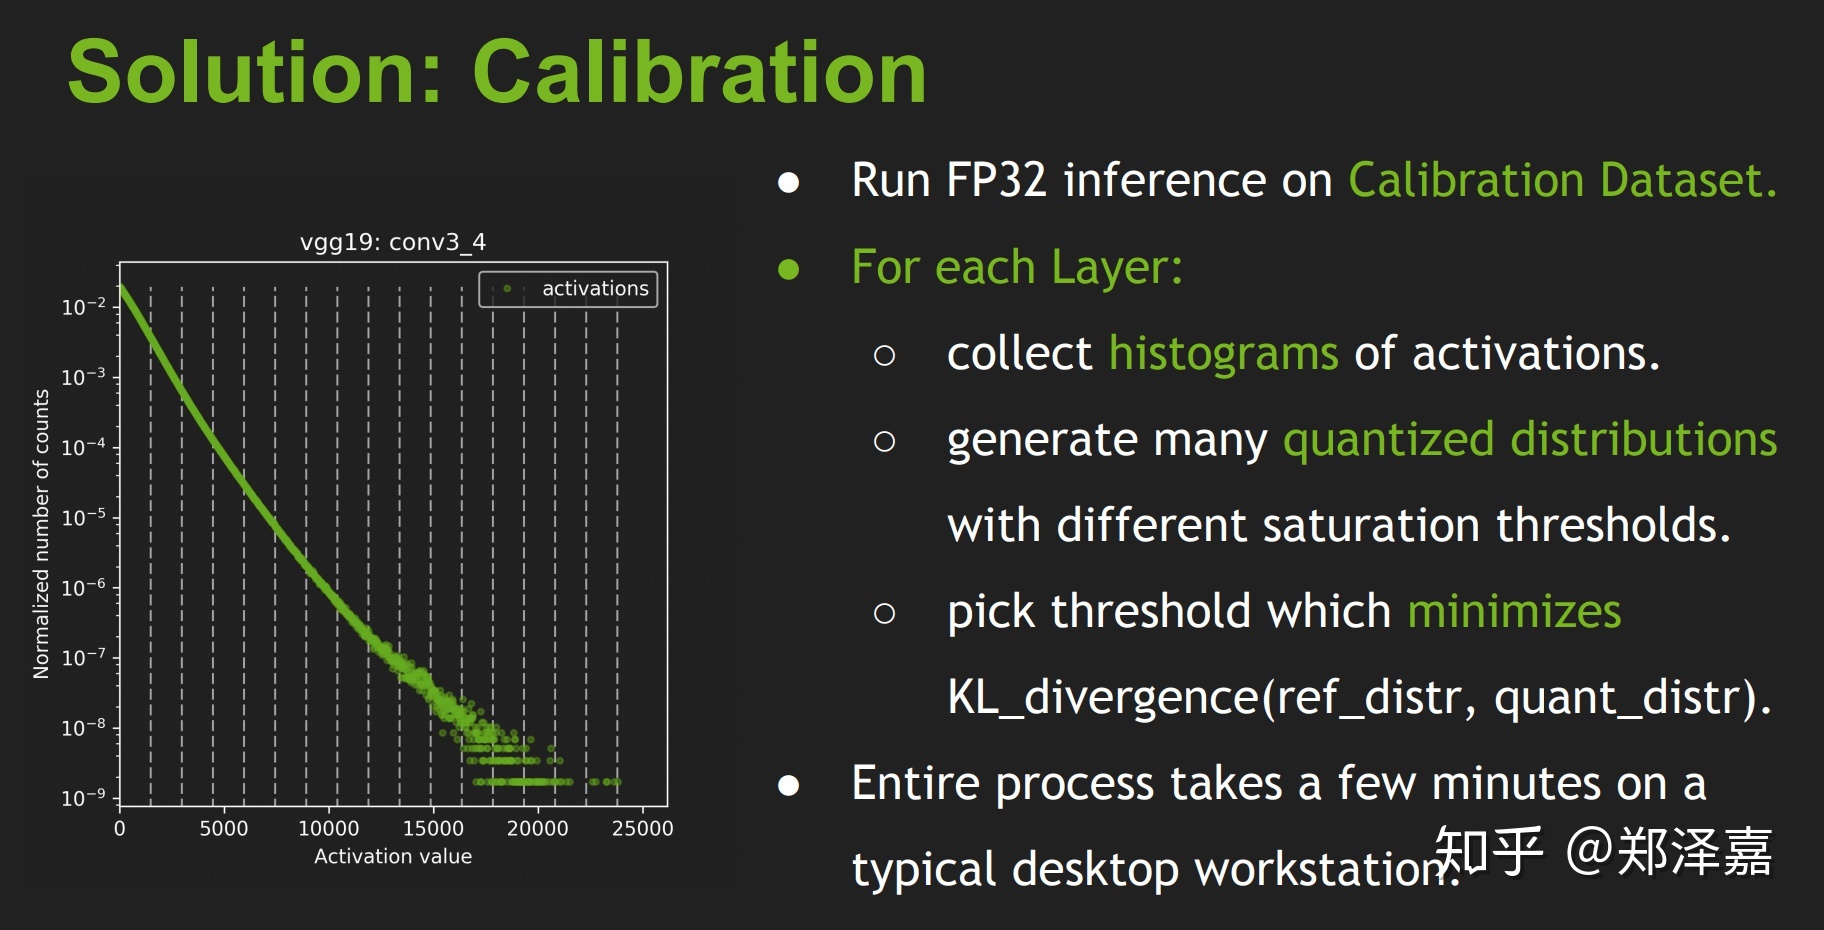 Solution: Calibration
vgg19: conv3_4
activations
10⁻²
10⁻³
10⁻⁴
10⁻⁵
10⁻⁶
10⁻⁷
10⁻⁸
10⁻⁹
Normalized number of counts
0 5000 10000 15000 20000 25000
Activation value
● Run FP32 inference on Calibration Dataset.
● For each Layer:
○ collect histograms of activations.
○ generate many quantized distributions
with different saturation thresholds.
○ pick threshold which minimizes
KL_divergence(ref_distr, quant_distr).
● Entire process takes a few minutes on a
typical desktop workstation.
知乎 @郑泽嘉